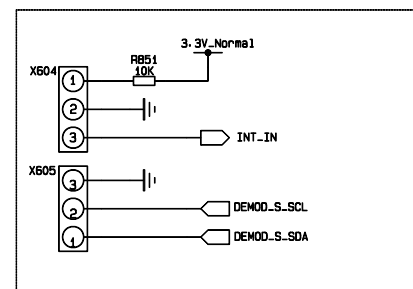 3.3V_Normal
R851
10K
X604
1
2
3
INT_IN
X605
3
2
DEMOD_S_SCL
1
DEMOD_S_SDA